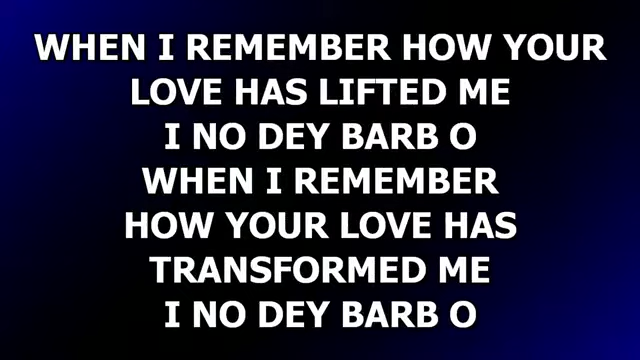 WHEN I REMEMBER HOW YOUR
LOVE HAS LIFTED ME
I NO DEY BARB O
WHEN I REMEMBER
HOW YOUR LOVE HAS
TRANSFORMED ME
I NO DEY BARB O